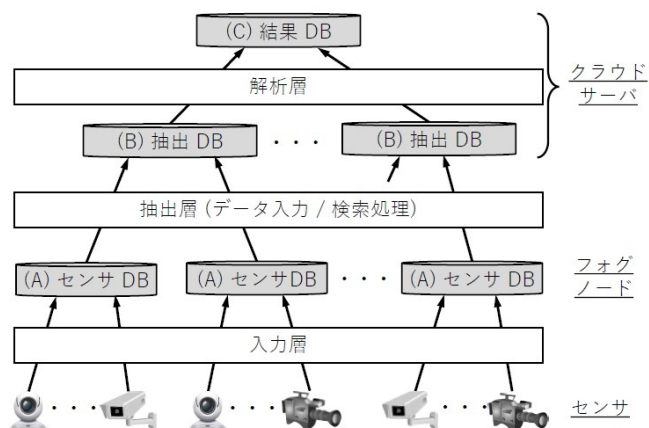 (C) 結果 DB
解析層
クラウド
サーバ
(B) 抽出 DB ・・・ (B) 抽出 DB
抽出層 (データ入力 / 検索処理)
(A) センサ DB (A) センサDB ・・・ (A) センサ DB
フォグ
ノード
入力層
・・・ ・・・ ・・・ センサ